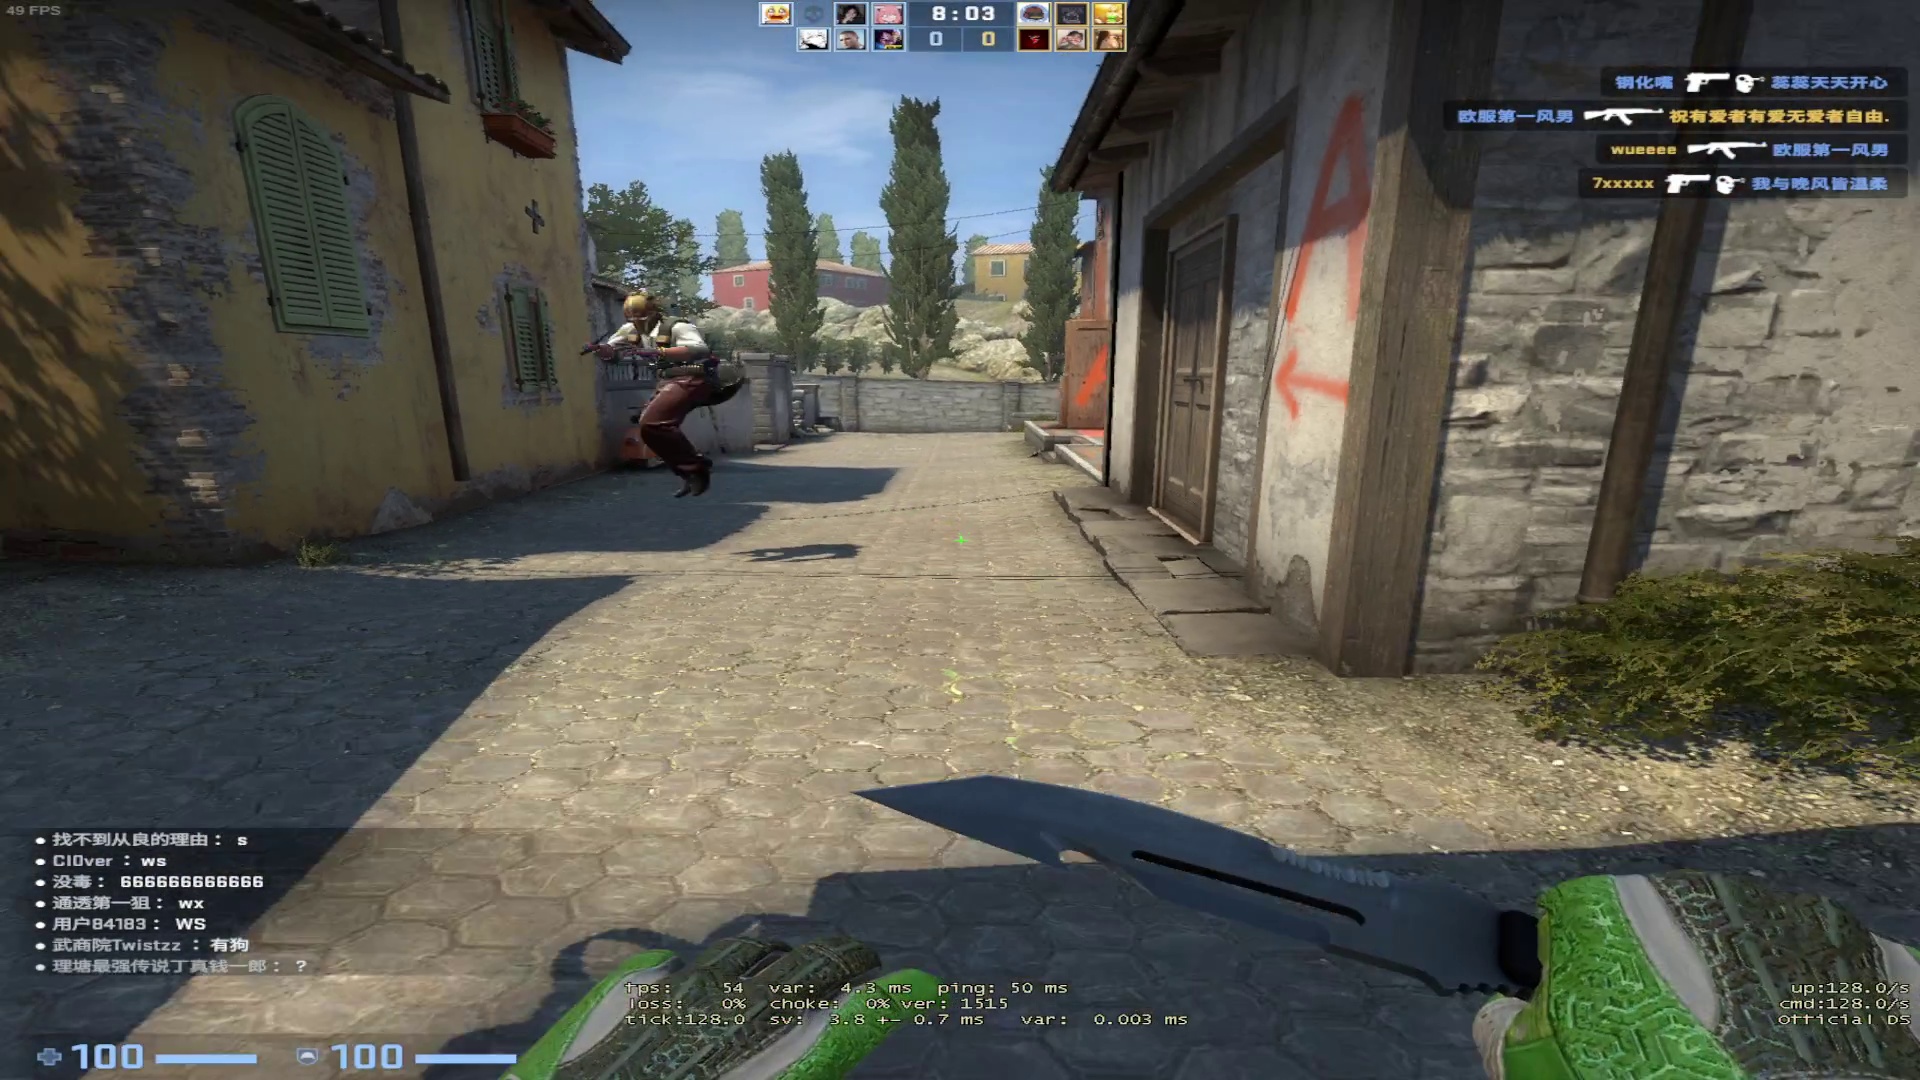 49 FPS
8:03
0 0
钢化嘴 蕊蕊天天开心
欧服第一风男 祝有爱者有爱无爱者自由.
wueeee 欧服第一风男
7xxxxx 我与晚风皆温柔
A
找不到从良的理由： s
Cl0ver ： ws
没毒： 666666666666
通透第一狙： wx
用户84183： WS
武商院Twistzz ： 有狗
理塘最强传说丁真钱一郎： ？
fps: 54 var: 4.3 ms ping: 50 ms
loss: 0% choke: 0% ver: 1515
tick:128.0 sv: 3.8 +- 0.7 ms var: 0.003 ms
up:128.0/s
cmd:128.0/s
Official DS
100 100